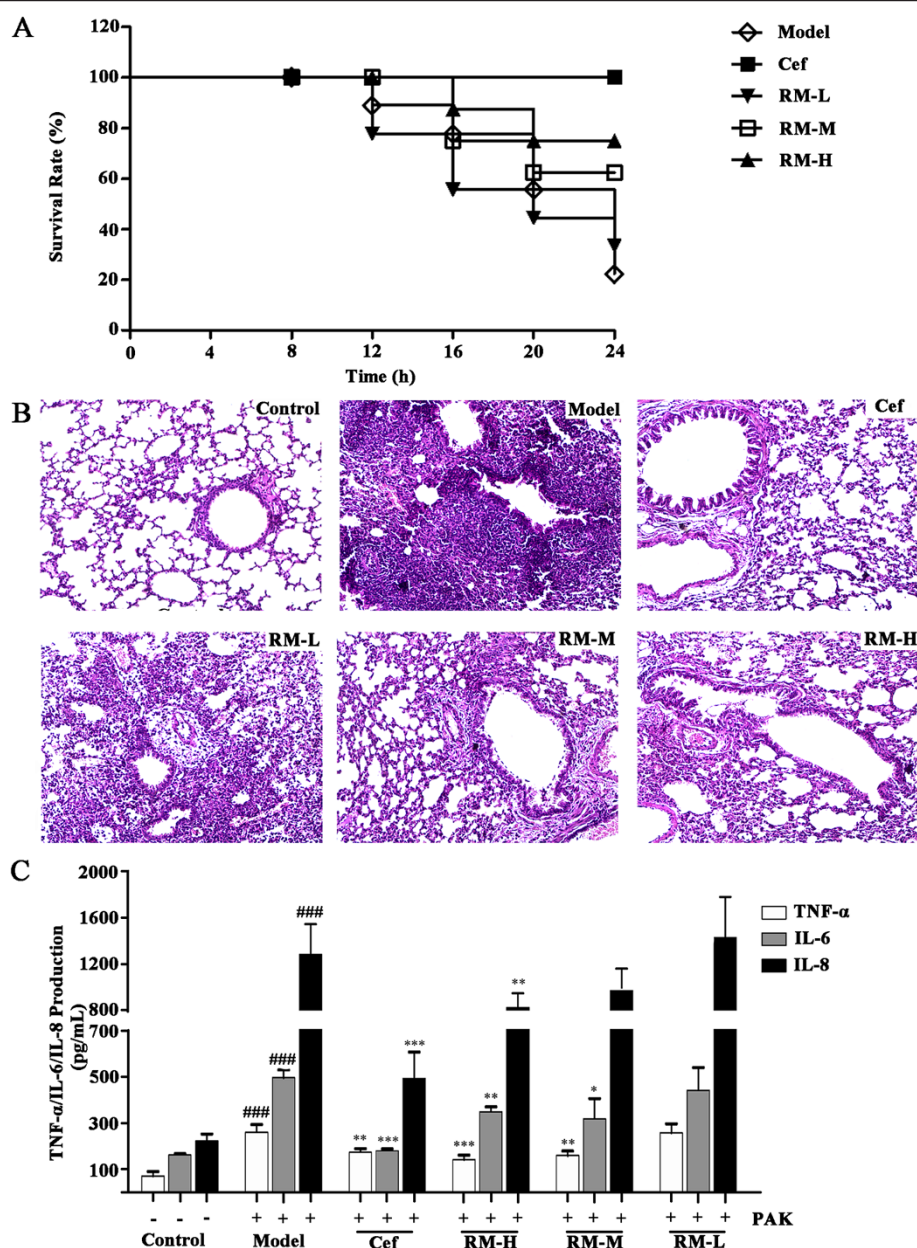 A
120
100
80
60
40
20
0
Survival Rate (%)
0 4 8 12 16 20 24
Time (h)
Model
Cef
RM-L
RM-M
RM-H
B
Control
Model
Cef
RM-L
RM-M
RM-H
C
2000
1600
1200
800
700
500
300
100
TNF-α/IL-6/IL-8 Production
(pg/mL)
TNF-α
IL-6
IL-8
### ### ###
** *** ***
*** ** **
** *
- - - + + + + + + + + + + + + + + + PAK
Control Model Cef RM-H RM-M RM-L